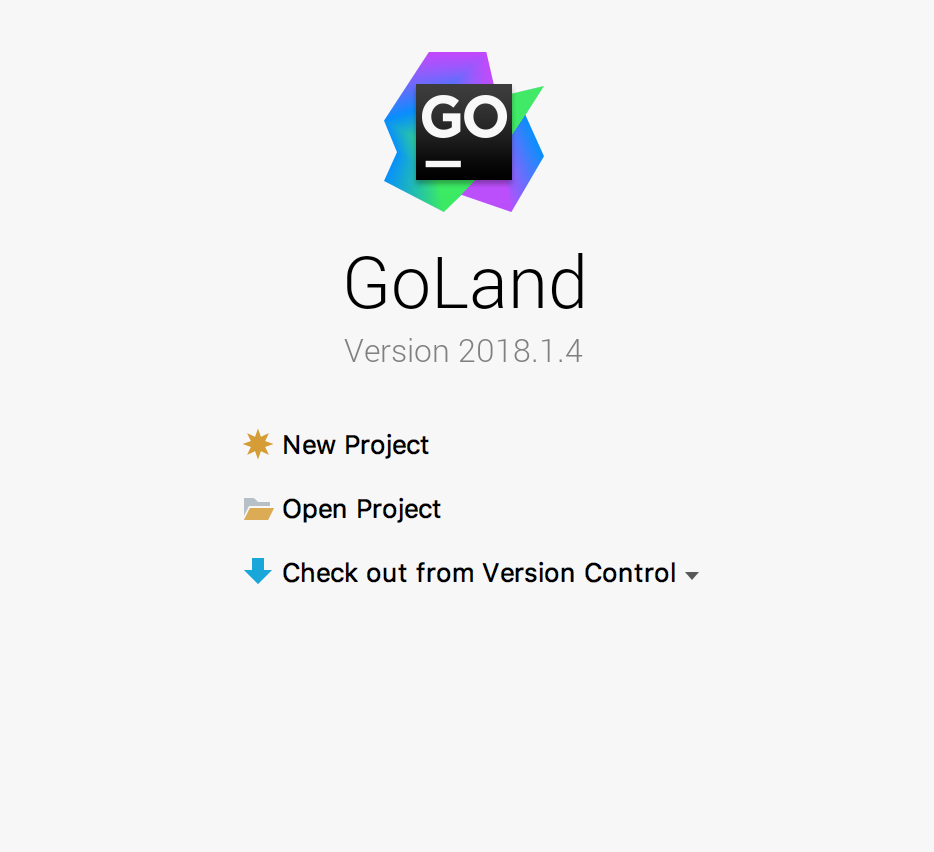 GO
GoLand
Version 2018.1.4
New Project
Open Project
Check out from Version Control